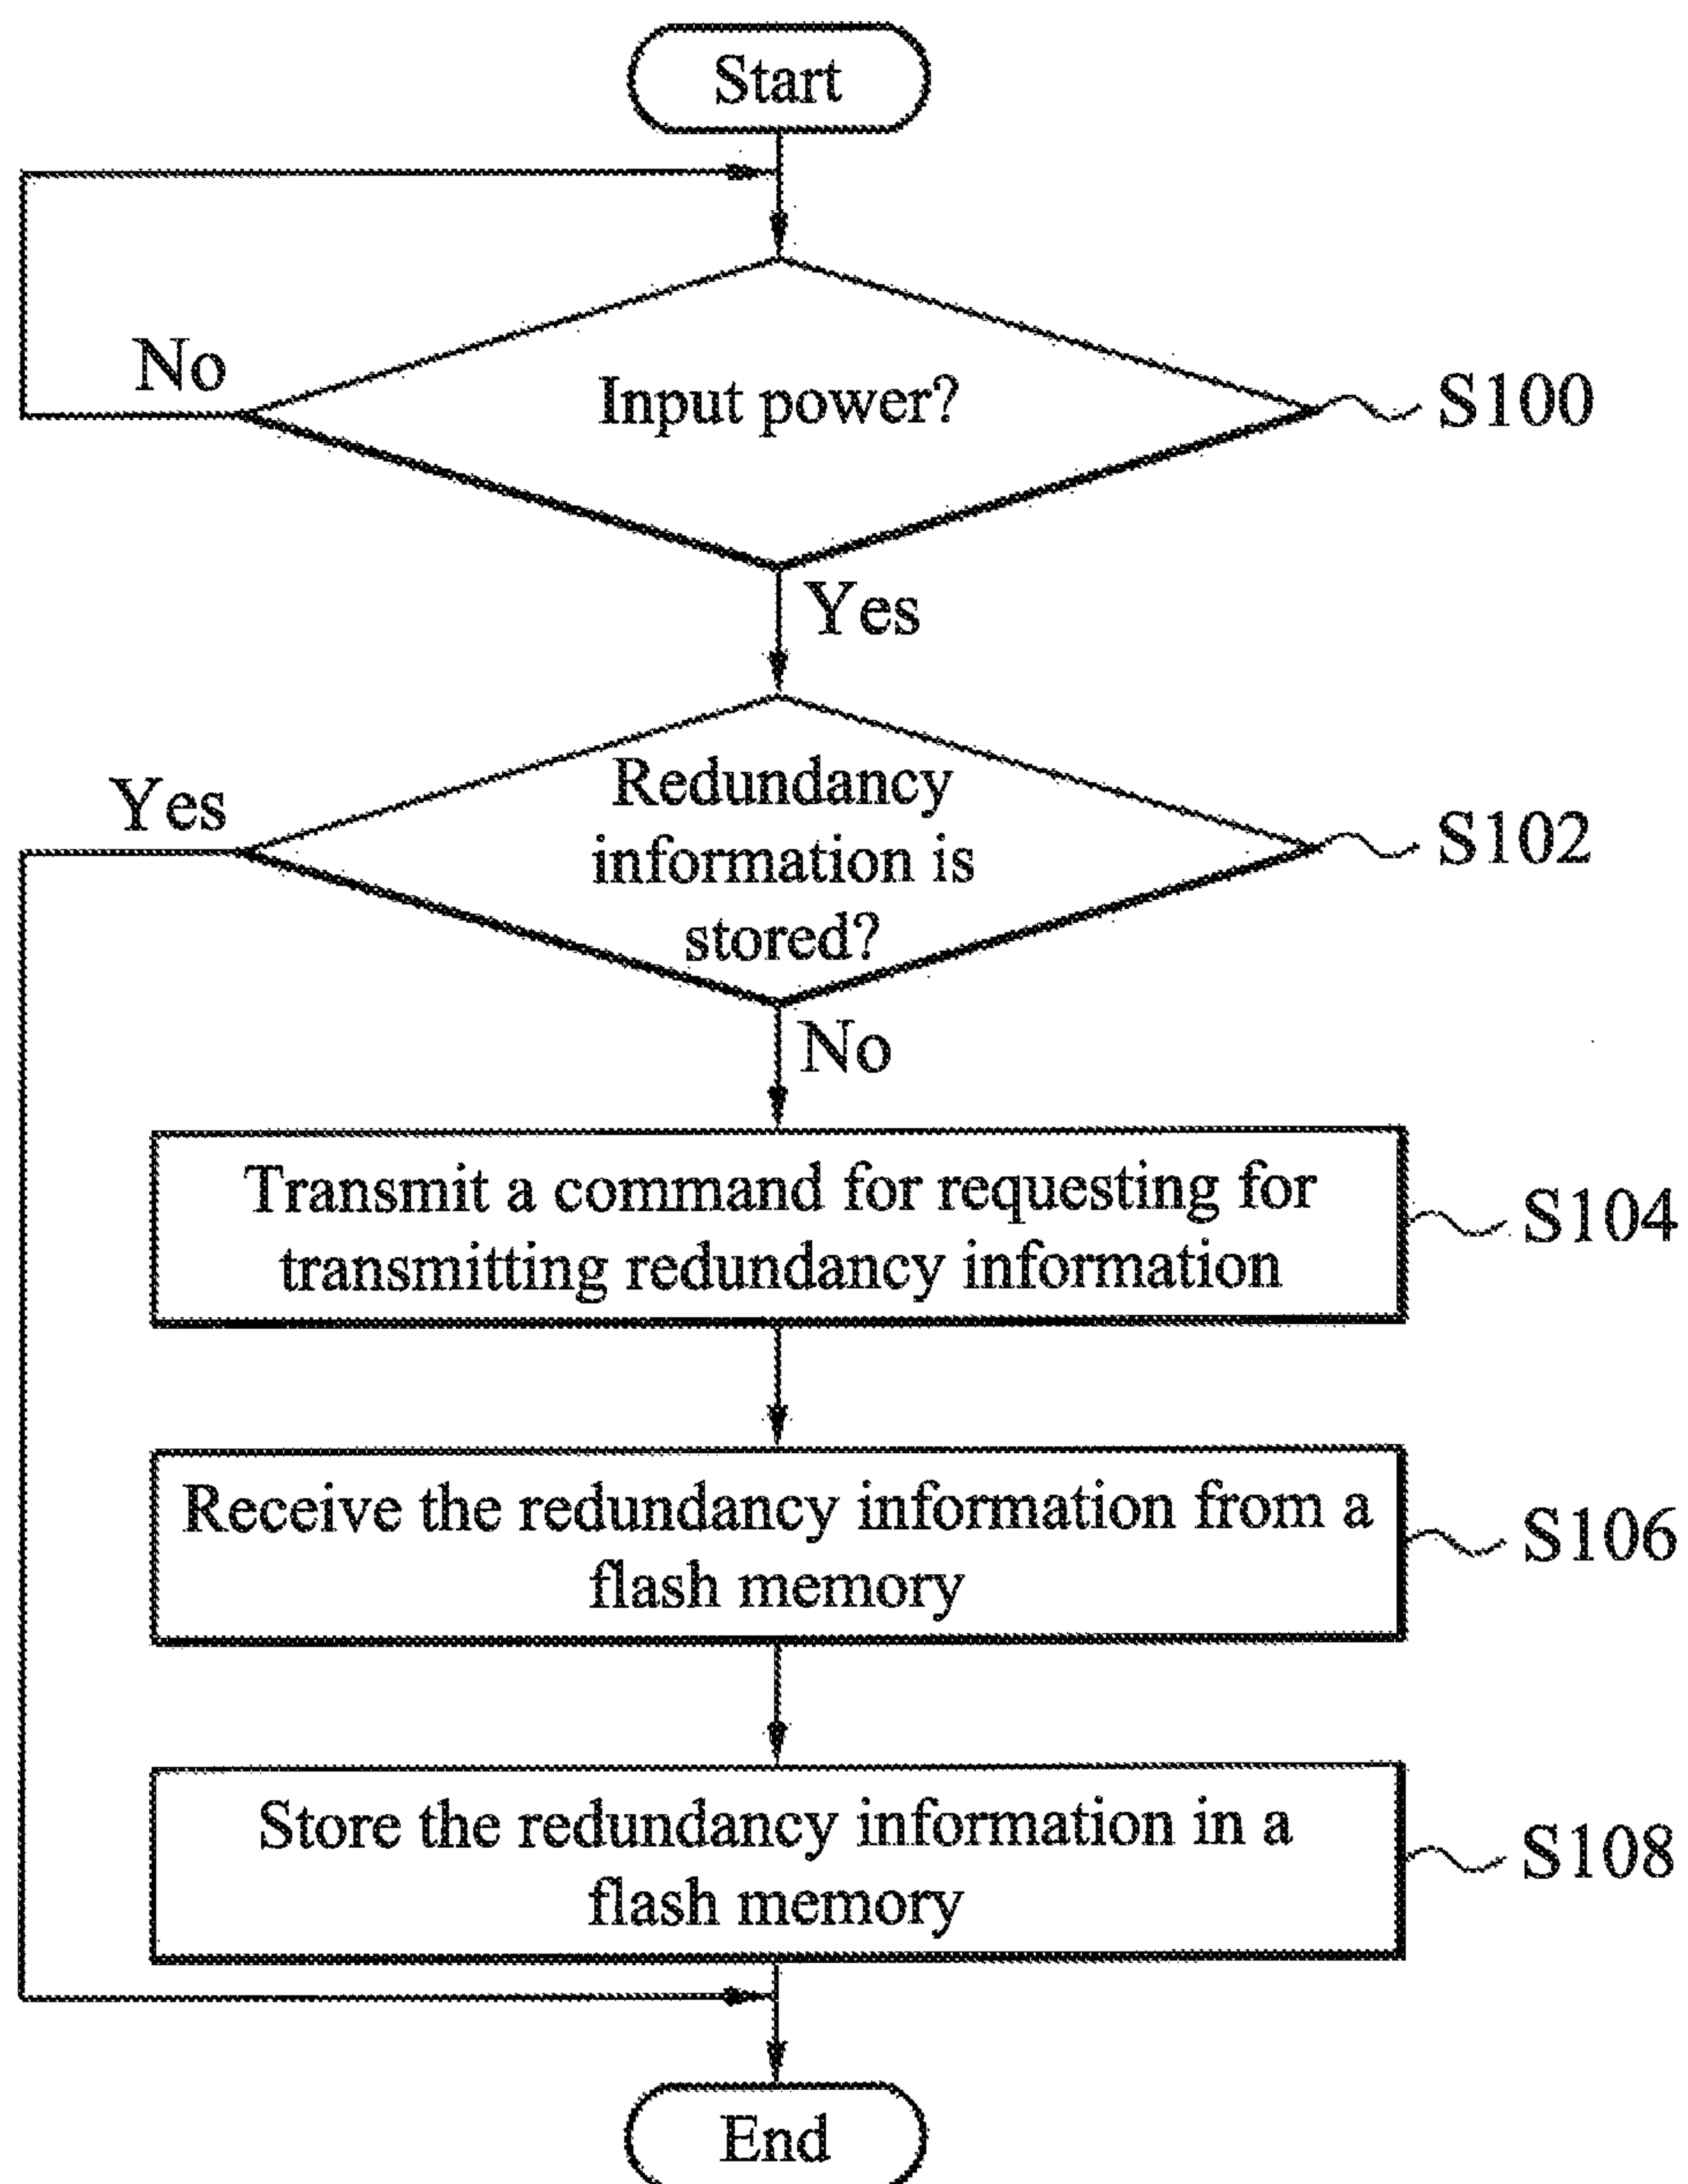 Start
No
Input power?
S100
Yes
Yes
Redundancy
information is
stored?
S102
No
Transmit a command for requesting for
transmitting redundancy information
S104
Receive the redundancy information from a
flash memory
S106
Store the redundancy information in a
flash memory
S108
End